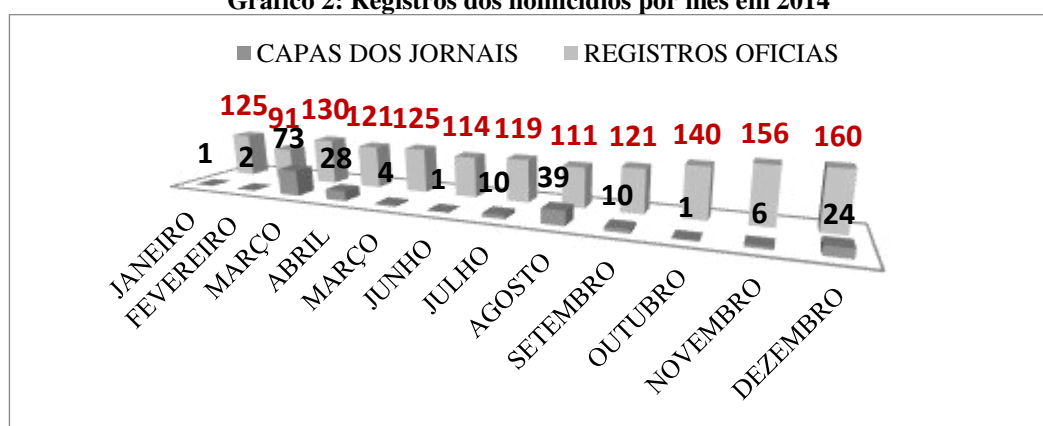 Gráfico 2: Registros dos homicídios por mês em 2014
CAPAS DOS JORNAIS REGISTROS OFICIAS
125 91 130 121 125 114 119 111 121 140 156 160
1 2 73 28 4 1 10 39 10 1 6 24
JANEIRO
FEVEREIRO
MARÇO
ABRIL
MARÇO
JUNHO
JULHO
AGOSTO
SETEMBRO
OUTUBRO
NOVEMBRO
DEZEMBRO